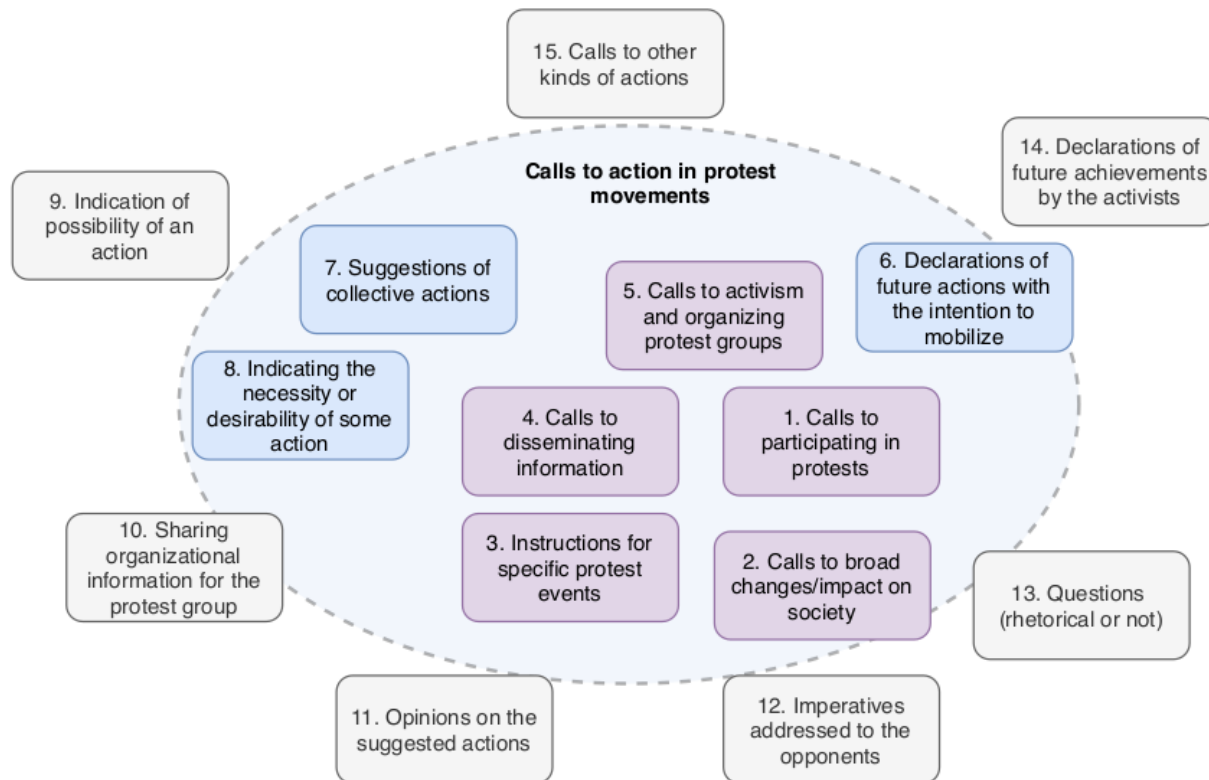 15. Calls to other
kinds of actions
14. Declarations of
future achievements
by the activists
Calls to action in protest
movements
9. Indication of
possibility of an
action
7. Suggestions of
collective actions
6. Declarations of
future actions with
the intention to
mobilize
5. Calls to activism
and organizing
protest groups
8. Indicating the
necessity or
desirability of some
action
4. Calls to
disseminating
information
1. Calls to
participating in
protests
10. Sharing
organizational
information for the
protest group
3. Instructions for
specific protest
events
2. Calls to broad
changes/impact on
society
13. Questions
(rhetorical or not)
11. Opinions on the
suggested actions
12. Imperatives
addressed to the
opponents